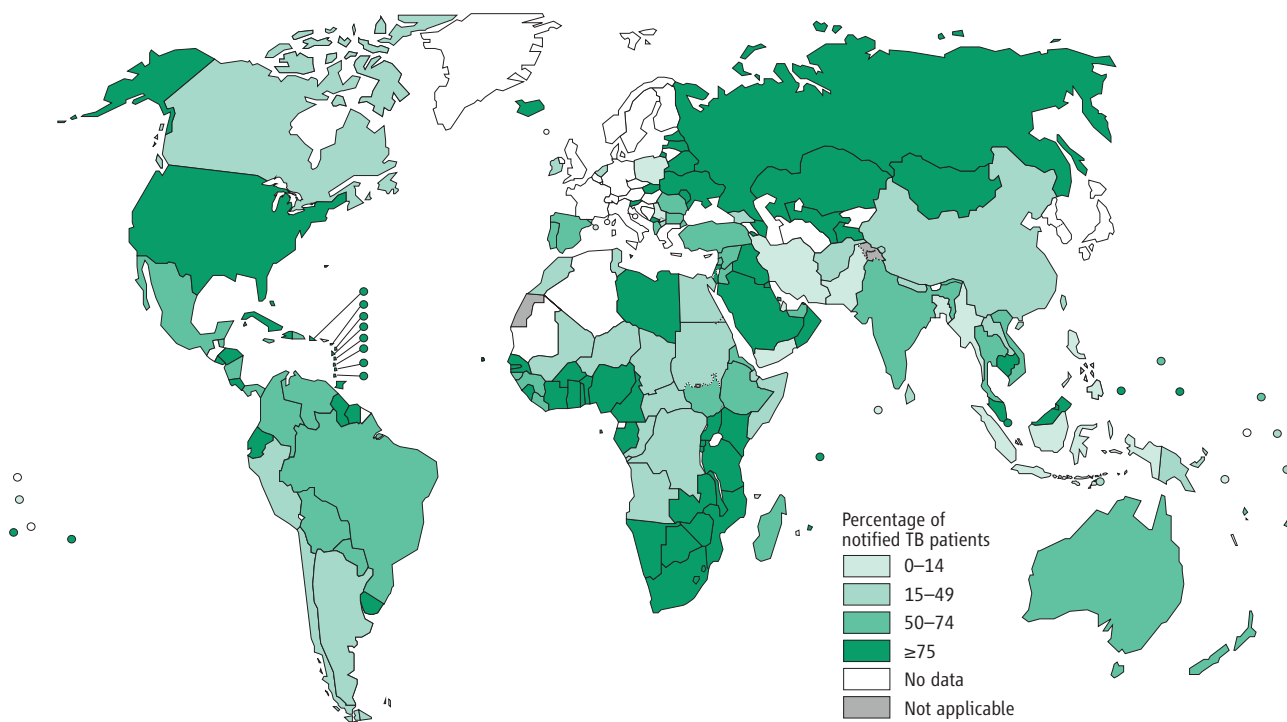 Percentage of
notified TB patients
0–14
15–49
50–74
≥75
No data
Not applicable